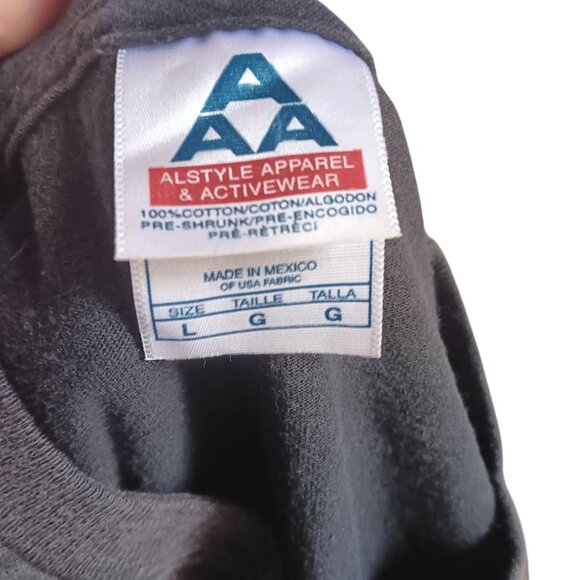 A
AA
ALSTYLE APPAREL
& ACTIVEWEAR
100%COTTON/COTON/ALGODON
PRE-SHRUNK/PRE-ENCOGIDO
PRÉ-RÉTRÉCI
MADE IN MEXICO
OF USA FABRIC
SIZE TAILLE TALLA
L G G